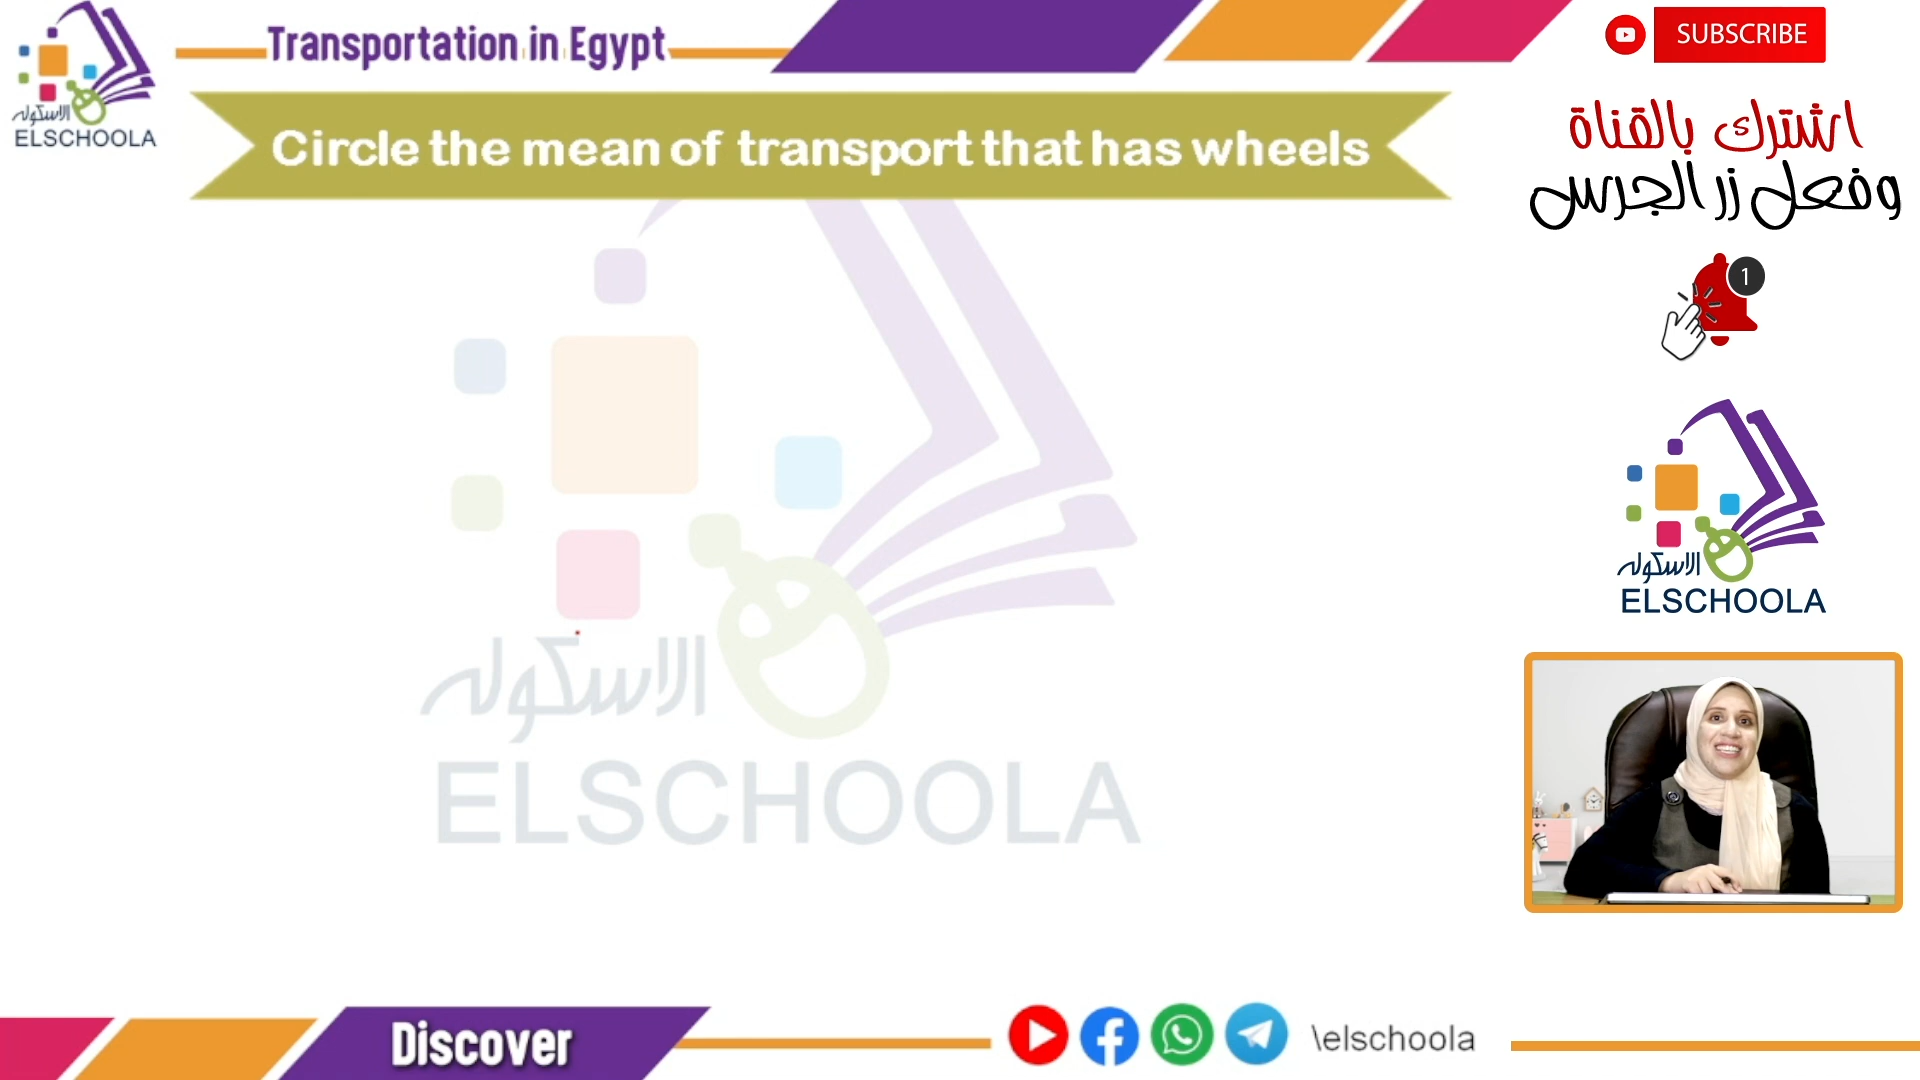 Transportation in Egypt
SUBSCRIBE
الاسكوله
ELSCHOOLA
Circle the mean of transport that has wheels
اشترك بالقناة
وفعل زر الجرس
1
الاسكوله
ELSCHOOLA
الاسكوله
ELSCHOOLA
Discover
\elschoola